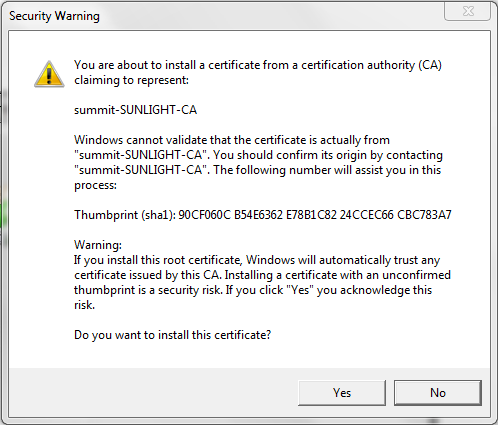 Security Warning
You are about to install a certificate from a certification authority (CA)
claiming to represent:
summit-SUNLIGHT-CA
Windows cannot validate that the certificate is actually from
"summit-SUNLIGHT-CA". You should confirm its origin by contacting
"summit-SUNLIGHT-CA". The following number will assist you in this
process:
Thumbprint (sha1): 90CF060C B54E6362 E78B1C82 24CCEC66 CBC783A7
Warning:
If you install this root certificate, Windows will automatically trust any
certificate issued by this CA. Installing a certificate with an unconfirmed
thumbprint is a security risk. If you click "Yes" you acknowledge this
risk.
Do you want to install this certificate?
Yes
No